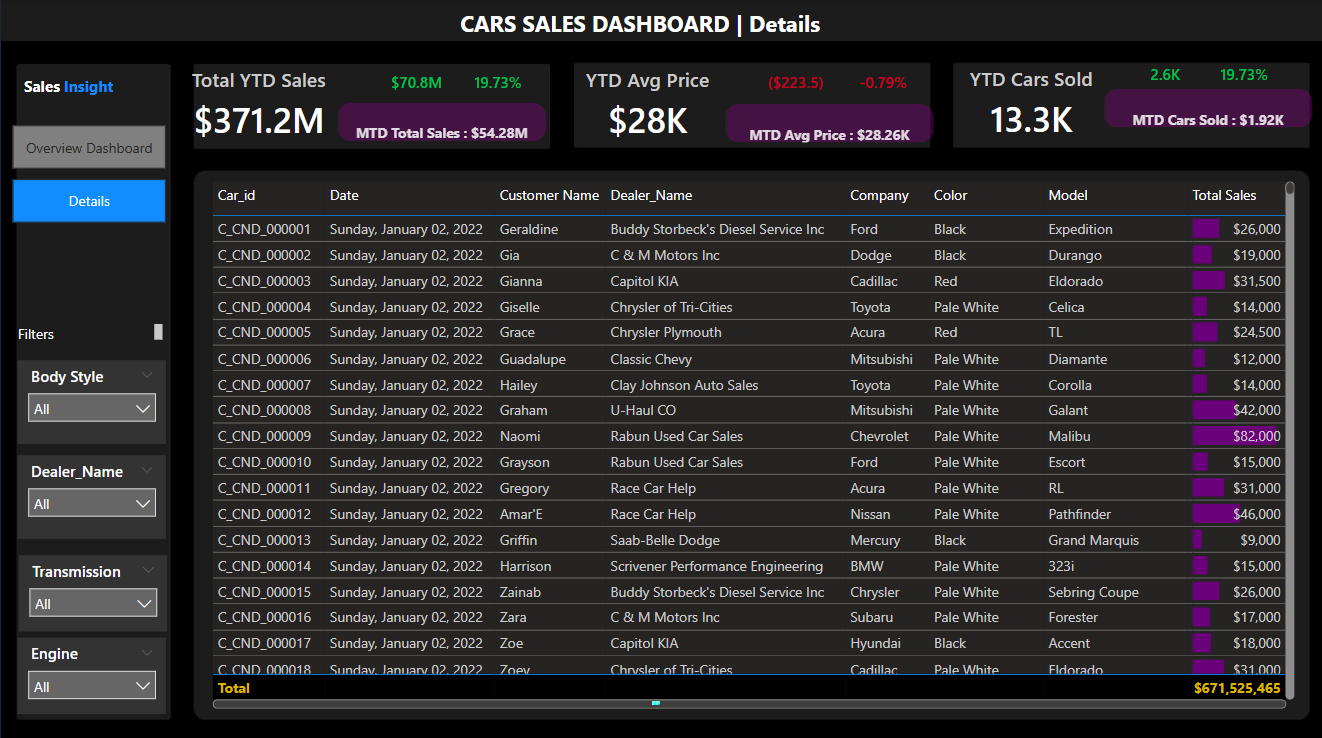 CARS SALES DASHBOARD | Details
Sales Insight
Overview Dashboard
Details
Filters
Body Style
All
Dealer_Name
All
Transmission
All
Engine
All
Total YTD Sales
$70.8M 19.73%
$371.2M
MTD Total Sales : $54.28M
YTD Avg Price
($223.5) -0.79%
$28K
MTD Avg Price : $28.26K
YTD Cars Sold
2.6K 19.73%
13.3K
MTD Cars Sold : $1.92K
Car_id Date Customer Name Dealer_Name Company Color Model Total Sales
C_CND_000001 Sunday, January 02, 2022 Geraldine Buddy Storbeck's Diesel Service Inc Ford Black Expedition $26,000
C_CND_000002 Sunday, January 02, 2022 Gia C & M Motors Inc Dodge Black Durango $19,000
C_CND_000003 Sunday, January 02, 2022 Gianna Capitol KIA Cadillac Red Eldorado $31,500
C_CND_000004 Sunday, January 02, 2022 Giselle Chrysler of Tri-Cities Toyota Pale White Celica $14,000
C_CND_000005 Sunday, January 02, 2022 Grace Chrysler Plymouth Acura Red TL $24,500
C_CND_000006 Sunday, January 02, 2022 Guadalupe Classic Chevy Mitsubishi Pale White Diamante $12,000
C_CND_000007 Sunday, January 02, 2022 Hailey Clay Johnson Auto Sales Toyota Pale White Corolla $14,000
C_CND_000008 Sunday, January 02, 2022 Graham U-Haul CO Mitsubishi Pale White Galant $42,000
C_CND_000009 Sunday, January 02, 2022 Naomi Rabun Used Car Sales Chevrolet Pale White Malibu $82,000
C_CND_000010 Sunday, January 02, 2022 Grayson Rabun Used Car Sales Ford Pale White Escort $15,000
C_CND_000011 Sunday, January 02, 2022 Gregory Race Car Help Acura Pale White RL $31,000
C_CND_000012 Sunday, January 02, 2022 Amar'E Race Car Help Nissan Pale White Pathfinder $46,000
C_CND_000013 Sunday, January 02, 2022 Griffin Saab-Belle Dodge Mercury Black Grand Marquis $9,000
C_CND_000014 Sunday, January 02, 2022 Harrison Scrivener Performance Engineering BMW Pale White 323i $15,000
C_CND_000015 Sunday, January 02, 2022 Zainab Buddy Storbeck's Diesel Service Inc Chrysler Pale White Sebring Coupe $26,000
C_CND_000016 Sunday, January 02, 2022 Zara C & M Motors Inc Subaru Pale White Forester $17,000
C_CND_000017 Sunday, January 02, 2022 Zoe Capitol KIA Hyundai Black Accent $18,000
C_CND_000018 Sunday, January 02, 2022 Zoey Chrysler of Tri-Cities Cadillac Pale White Eldorado $31,000
Total $671,525,465